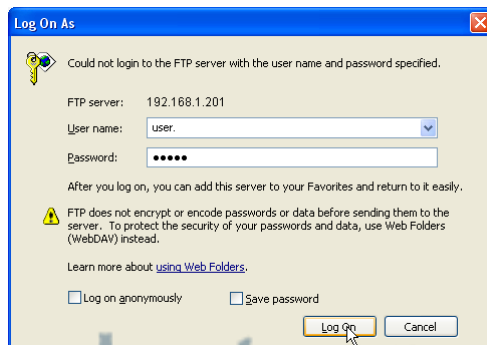 Log On As
Could not login to the FTP server with the user name and password specified.
FTP server: 192.168.1.201
User name: user.
Password: •••••
After you log on, you can add this server to your Favorites and return to it easily.
FTP does not encrypt or encode passwords or data before sending them to the
server. To protect the security of your passwords and data, use Web Folders
(WebDAV) instead.
Learn more about using Web Folders.
Log on anonymously Save password
Log On Cancel